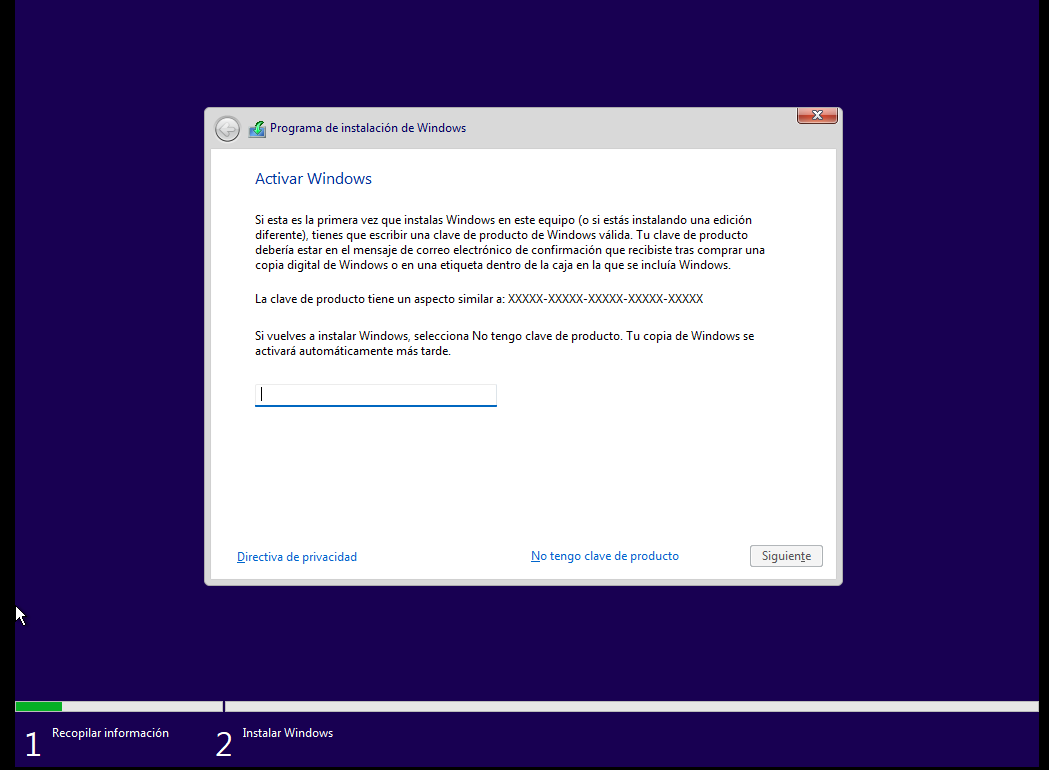 Programa de instalación de Windows
Activar Windows
Si esta es la primera vez que instalas Windows en este equipo (o si estás instalando una edición
diferente), tienes que escribir una clave de producto de Windows válida. Tu clave de producto
debería estar en el mensaje de correo electrónico de confirmación que recibiste tras comprar una
copia digital de Windows o en una etiqueta dentro de la caja en la que se incluía Windows.
La clave de producto tiene un aspecto similar a: XXXXX-XXXXX-XXXXX-XXXXX-XXXXX
Si vuelves a instalar Windows, selecciona No tengo clave de producto. Tu copia de Windows se
activará automáticamente más tarde.
Directiva de privacidad
No tengo clave de producto
Siguiente
1 Recopilar información
2 Instalar Windows